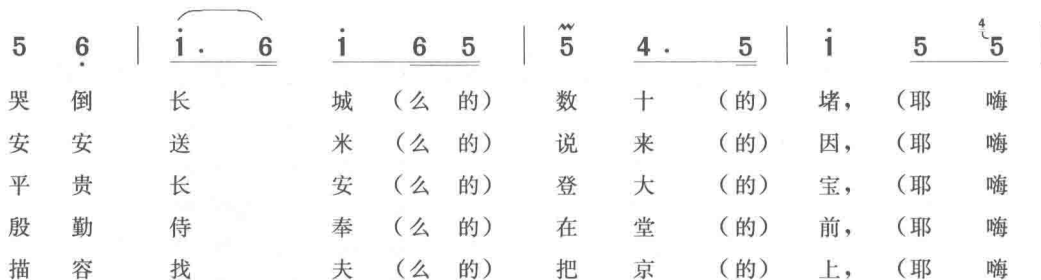 5 6̣ | i̇. 6 i̇ 6 5 | 5 4. 5 | i̇ 5 ⁴5 |
哭 倒 长 城 （么 的） 数 十 （的） 堵，（耶 嗨
安 安 送 米 （么 的） 说 来 （的） 因，（耶 嗨
平 贵 长 安 （么 的） 登 大 （的） 宝，（耶 嗨
殷 勤 侍 奉 （么 的） 在 堂 （的） 前，（耶 嗨
描 容 找 夫 （么 的） 把 京 （的） 上，（耶 嗨